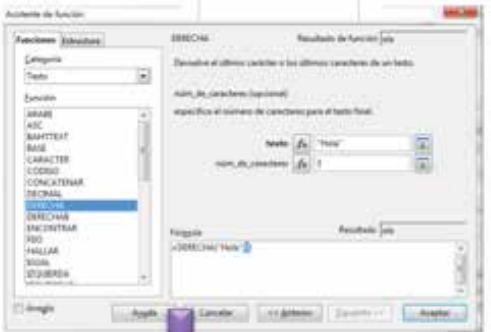 Asistente de función
Funciones Estructura
DERECHA Resultado de función ola
Categoría
Texto
Devuelve el último carácter o los últimos caracteres de un texto.
Función
núm_de_caracteres (opcional)
especifica el número de caracteres para el texto final.
ARABE
ASC
BAHTTEXT
BASE
CARACTER
CODIGO
CONCATENAR
DECIMAL
DERECHA
DERECHAB
ENCONTRAR
FIJO
HALLAR
IGUAL
IZQUIERDA
texto fx "Hola"
núm_de_caracteres fx 3
Fórmula Resultado ola
=DERECHA("Hola";
Arreglo Ayuda Cancelar << Anterior Siguiente >> Aceptar